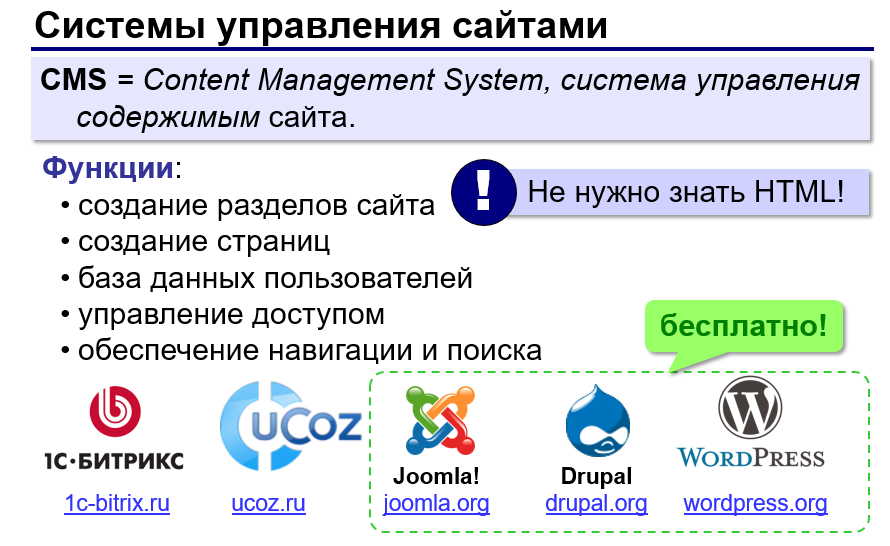 Системы управления сайтами
CMS = Content Management System, система управления
содержимым сайта.
Функции:
! Не нужно знать HTML!
• создание разделов сайта
• создание страниц
• база данных пользователей
• управление доступом
• обеспечение навигации и поиска
бесплатно!
1С·БИТРИКС
uCoz
Joomla!
Drupal
WORDPRESS
1c-bitrix.ru
ucoz.ru
joomla.org
drupal.org
wordpress.org